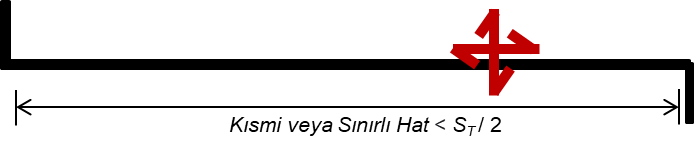 Kısmi veya Sınırlı Hat < S_T / 2